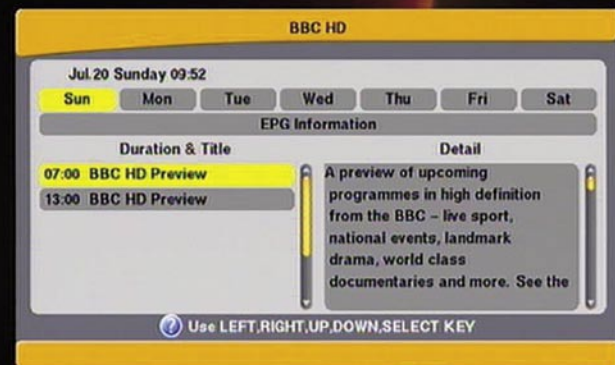 BBC HD
Jul.20 Sunday 09:52
Sun Mon Tue Wed Thu Fri Sat
EPG Information
Duration & Title Detail
07:00 BBC HD Preview
13:00 BBC HD Preview
A preview of upcoming
programmes in high definition
from the BBC – live sport,
national events, landmark
drama, world class
documentaries and more. See the
? Use LEFT,RIGHT,UP,DOWN,SELECT KEY